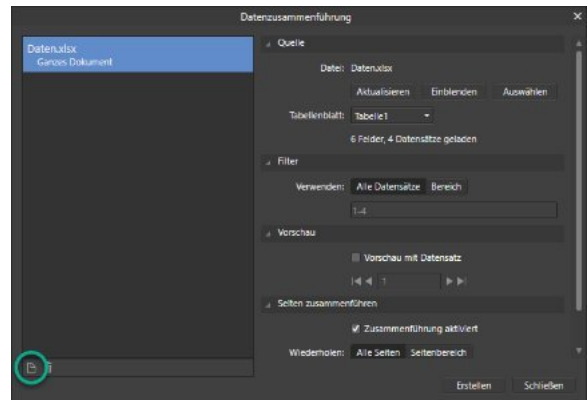 Datenzusammenführung
Daten.xlsx
Ganzes Dokument
Quelle
Datei: Daten.xlsx
Aktualisieren Einblenden Auswählen
Tabellenblatt: Tabelle1
6 Felder, 4 Datensätze geladen
Filter
Verwenden: Alle Datensätze Bereich
1-4
Vorschau
Vorschau mit Datensatz
1
Seiten zusammenführen
Zusammenführung aktiviert
Wiederholen: Alle Seiten Seitenbereich
Erstellen Schließen